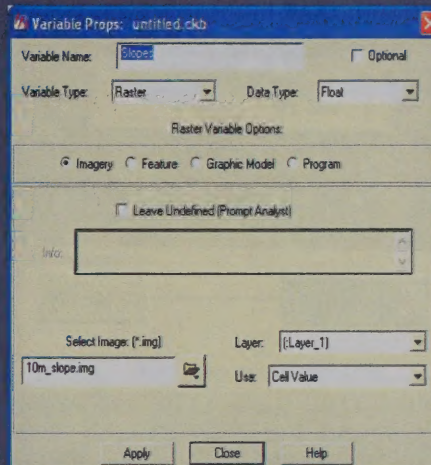 Variable Props: untitled.ckb
Variable Name: Slopes Optional
Variable Type: Raster Data Type: Float
Raster Variable Options:
Imagery Feature Graphic Model Program
Leave Undefined (Prompt Analyst)
Info:
Select Image: (*.img) Layer: (:Layer_1)
10m_slope.img Use: Cell Value
Apply Close Help